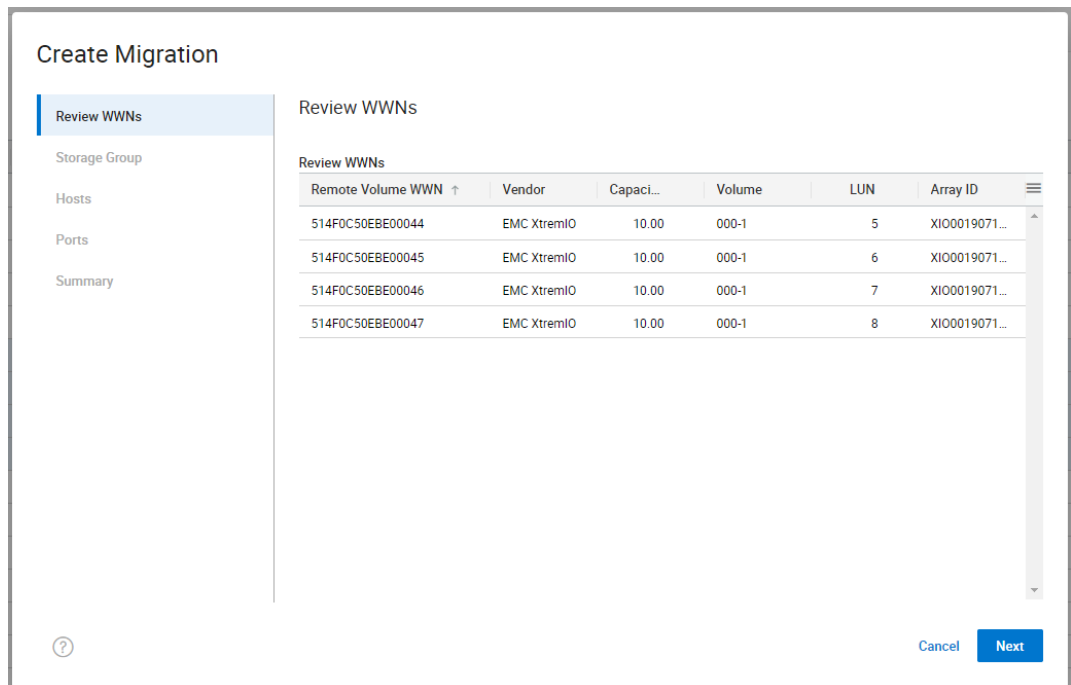 Create Migration
Review WWNs
Storage Group
Hosts
Ports
Summary
Review WWNs
Review WWNs
Remote Volume WWN ↑ Vendor Capaci... Volume LUN Array ID
514F0C50EBE00044 EMC XtremIO 10.00 000-1 5 XIO0019071...
514F0C50EBE00045 EMC XtremIO 10.00 000-1 6 XIO0019071...
514F0C50EBE00046 EMC XtremIO 10.00 000-1 7 XIO0019071...
514F0C50EBE00047 EMC XtremIO 10.00 000-1 8 XIO0019071...
? Cancel Next